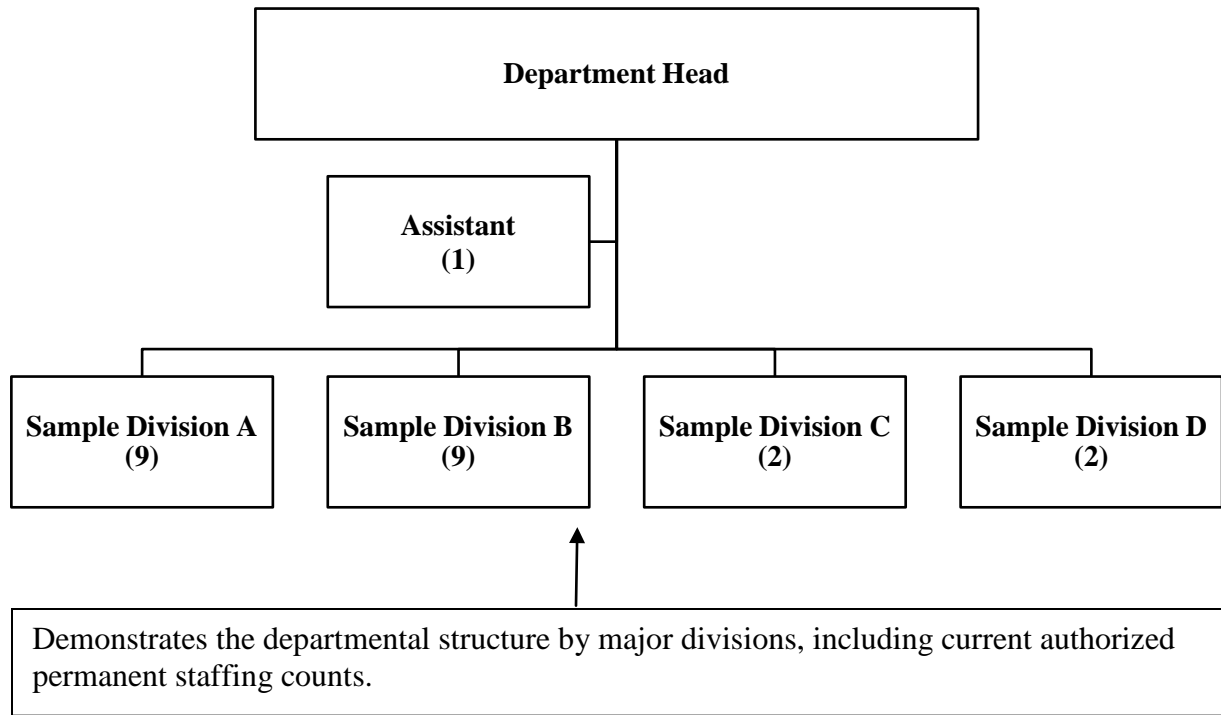 Department Head
Assistant
(1)
Sample Division A
(9)
Sample Division B
(9)
Sample Division C
(2)
Sample Division D
(2)
Demonstrates the departmental structure by major divisions, including current authorized
permanent staffing counts.